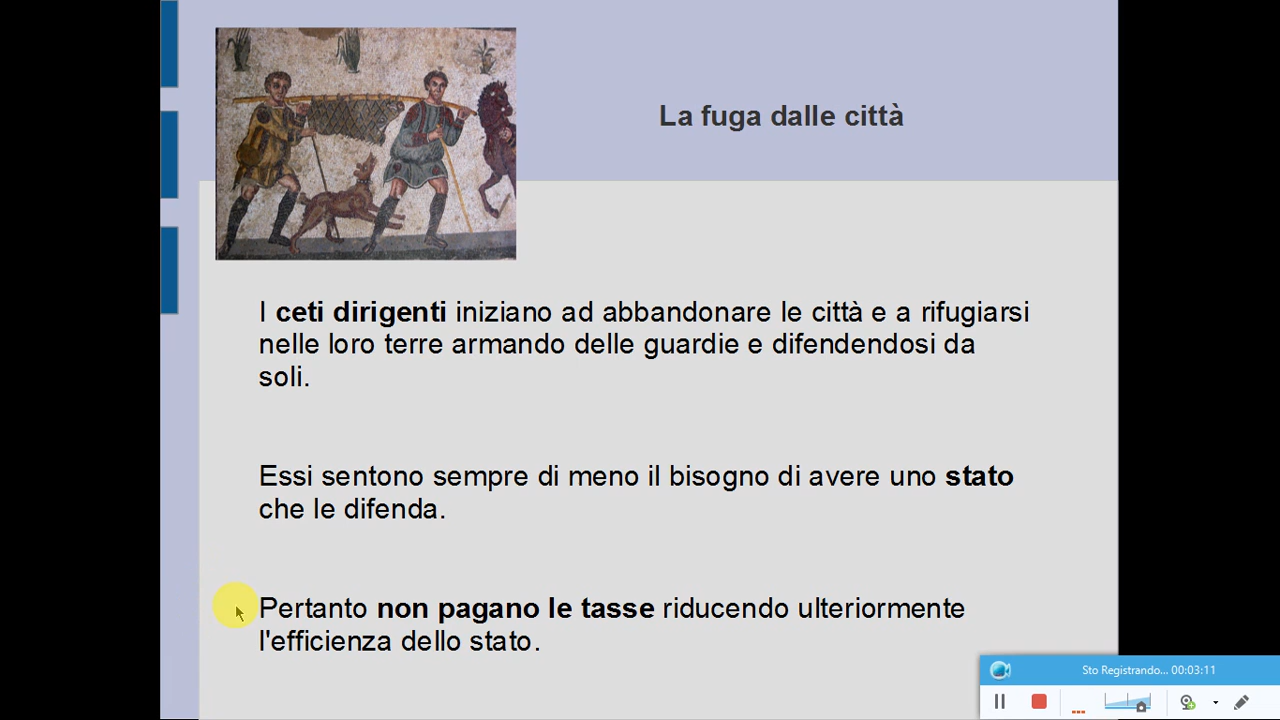 La fuga dalle città
I ceti dirigenti iniziano ad abbandonare le città e a rifugiarsi
nelle loro terre armando delle guardie e difendendosi da
soli.
Essi sentono sempre di meno il bisogno di avere uno stato
che le difenda.
Pertanto non pagano le tasse riducendo ulteriormente
l'efficienza dello stato.
Sto Registrando... 00:03:11